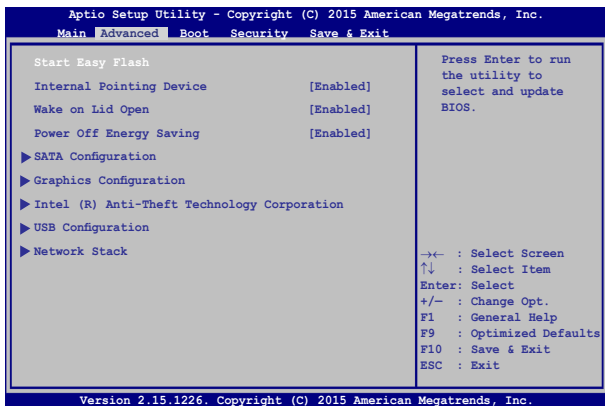 Aptio Setup Utility - Copyright (C) 2015 American Megatrends, Inc.
Main Advanced Boot Security Save & Exit
Start Easy Flash
Internal Pointing Device [Enabled]
Wake on Lid Open [Enabled]
Power Off Energy Saving [Enabled]
SATA Configuration
Graphics Configuration
Intel (R) Anti-Theft Technology Corporation
USB Configuration
Network Stack
Press Enter to run
the utility to
select and update
BIOS.
→← : Select Screen
↑↓ : Select Item
Enter: Select
+/— : Change Opt.
F1 : General Help
F9 : Optimized Defaults
F10 : Save & Exit
ESC : Exit
Version 2.15.1226. Copyright (C) 2015 American Megatrends, Inc.